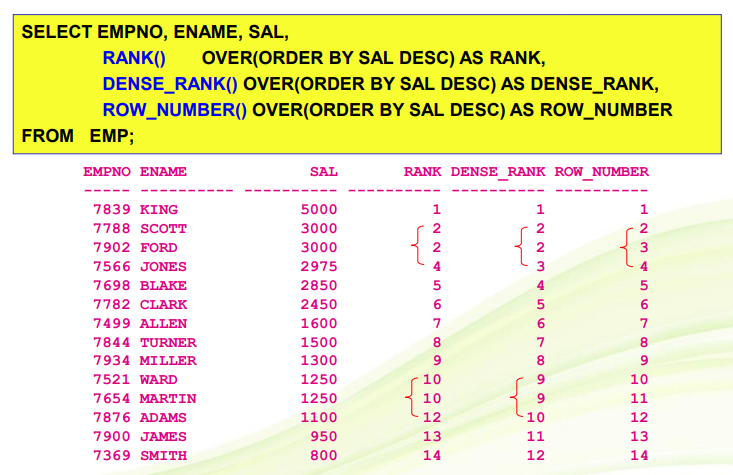 SELECT EMPNO, ENAME, SAL,
RANK() OVER(ORDER BY SAL DESC) AS RANK,
DENSE_RANK() OVER(ORDER BY SAL DESC) AS DENSE_RANK,
ROW_NUMBER() OVER(ORDER BY SAL DESC) AS ROW_NUMBER
FROM EMP;
EMPNO ENAME SAL RANK DENSE_RANK ROW_NUMBER
----- ---------- ---------- ---------- ---------- ----------
7839 KING 5000 1 1 1
7788 SCOTT 3000 2 2 2
7902 FORD 3000 2 2 3
7566 JONES 2975 4 3 4
7698 BLAKE 2850 5 4 5
7782 CLARK 2450 6 5 6
7499 ALLEN 1600 7 6 7
7844 TURNER 1500 8 7 8
7934 MILLER 1300 9 8 9
7521 WARD 1250 10 9 10
7654 MARTIN 1250 10 9 11
7876 ADAMS 1100 12 10 12
7900 JAMES 950 13 11 13
7369 SMITH 800 14 12 14